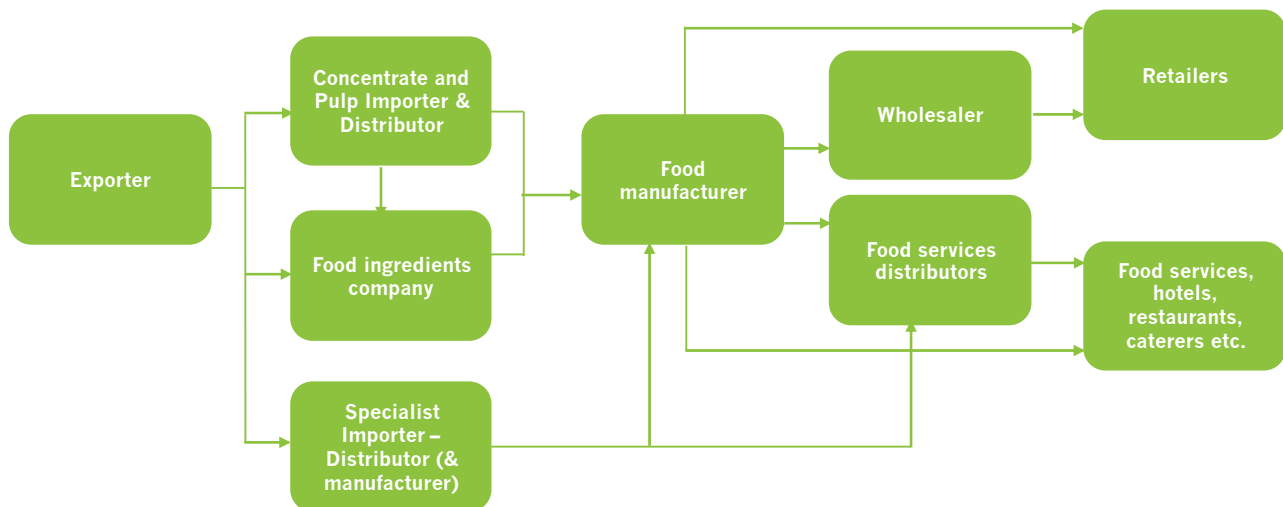 Exporter
Concentrate and
Pulp Importer &
Distributor
Food ingredients
company
Specialist
Importer –
Distributor (&
manufacturer)
Food
manufacturer
Wholesaler
Food services
distributors
Retailers
Food services,
hotels,
restaurants,
caterers etc.